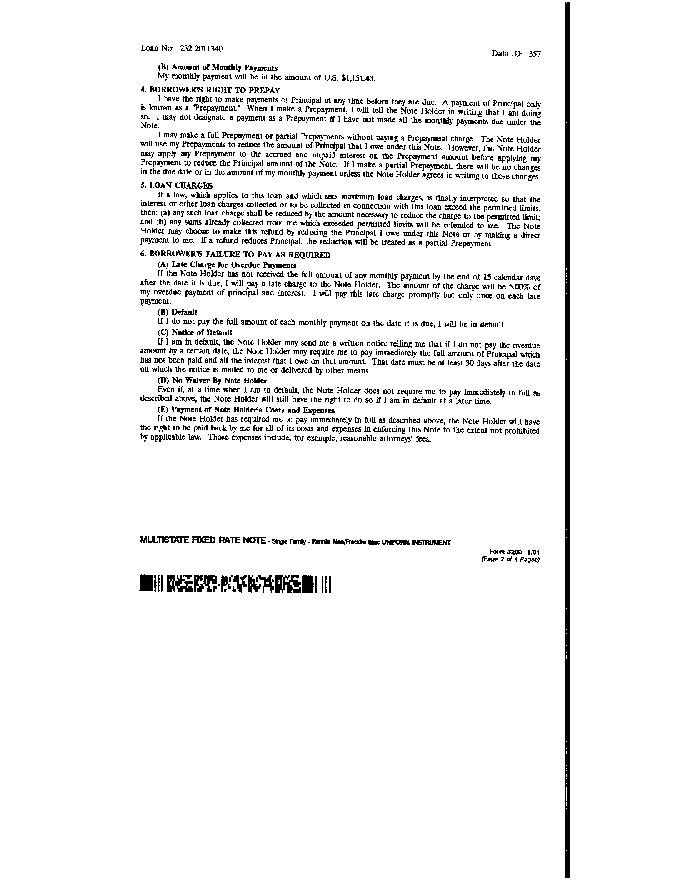 Loan No: 232 2011340
Data ID: 357
(B) Amount of Monthly Payments
My monthly payment will be in the amount of U.S. $1,151.43.
4. BORROWER'S RIGHT TO PREPAY
I have the right to make payments of Principal at any time before they are due. A payment of Principal only
is known as a "Prepayment." When I make a Prepayment, I will tell the Note Holder in writing that I am doing
so. I may not designate a payment as a Prepayment if I have not made all the monthly payments due under the
Note.
I may make a full Prepayment or partial Prepayments without paying a Prepayment charge. The Note Holder
will use my Prepayments to reduce the amount of Principal that I owe under this Note. However, the Note Holder
may apply my Prepayment to the accrued and unpaid interest on the Prepayment amount before applying my
Prepayment to reduce the Principal amount of the Note. If I make a partial Prepayment, there will be no changes
in the due date or in the amount of my monthly payment unless the Note Holder agrees in writing to those changes.
5. LOAN CHARGES
If a law, which applies to this loan and which sets maximum loan charges, is finally interpreted so that the
interest or other loan charges collected or to be collected in connection with this loan exceed the permitted limits,
then: (a) any such loan charge shall be reduced by the amount necessary to reduce the charge to the permitted limit;
and (b) any sums already collected from me which exceeded permitted limits will be refunded to me. The Note
Holder may choose to make this refund by reducing the Principal I owe under this Note or by making a direct
payment to me. If a refund reduces Principal, the reduction will be treated as a partial Prepayment.
6. BORROWER'S FAILURE TO PAY AS REQUIRED
(A) Late Charge for Overdue Payments
If the Note Holder has not received the full amount of any monthly payment by the end of 15 calendar days
after the date it is due, I will pay a late charge to the Note Holder. The amount of the charge will be 5.00% of
my overdue payment of principal and interest. I will pay this late charge promptly but only once on each late
payment.
(B) Default
If I do not pay the full amount of each monthly payment on the date it is due, I will be in default.
(C) Notice of Default
If I am in default, the Note Holder may send me a written notice telling me that if I do not pay the overdue
amount by a certain date, the Note Holder may require me to pay immediately the full amount of Principal which
has not been paid and all the interest that I owe on that amount. That date must be at least 30 days after the date
on which the notice is mailed to me or delivered by other means.
(D) No Waiver By Note Holder
Even if, at a time when I am in default, the Note Holder does not require me to pay immediately in full as
described above, the Note Holder will still have the right to do so if I am in default at a later time.
(E) Payment of Note Holder's Costs and Expenses
If the Note Holder has required me to pay immediately in full as described above, the Note Holder will have
the right to be paid back by me for all of its costs and expenses in enforcing this Note to the extent not prohibited
by applicable law. Those expenses include, for example, reasonable attorneys' fees.
MULTISTATE FIXED RATE NOTE - Single Family - Fannie Mae/Freddie Mac UNIFORM INSTRUMENT
Form 3200 1/01
(Page 2 of 4 Pages)